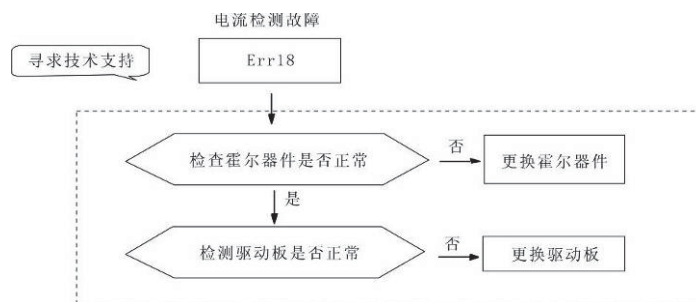 电流检测故障
寻求技术支持
Err18
检查霍尔器件是否正常
否
更换霍尔器件
是
检测驱动板是否正常
否
更换驱动板